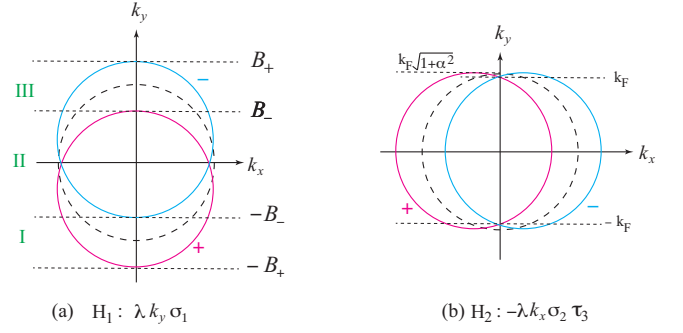 k_y
B_+
III
−
B_−
II
k_x
−B_−
I
+
−B_+
(a) H_1 : λ k_y σ_1
k_y
k_F√1+α²
k_F
k_x
+
−
− k_F
(b) H_2: −λ k_x σ_2 τ_3